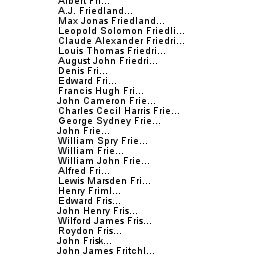 Albert Fri...
A.J. Friedland...
Max Jonas Friedland...
Leopold Solomon Friedli...
Claude Alexander Friedri...
Louis Thomas Friedri...
August John Friedri...
Denis Fri...
Edward Fri...
Francis Hugh Fri...
John Cameron Frie...
Charles Cecil Harris Frie...
George Sydney Frie...
John Frie...
William Spry Frie...
William Frie...
William John Frie...
Alfred Fri...
Lewis Marsden Fri...
Henry Friml...
Edward Fris...
John Henry Fris...
Wilford James Fris...
Roydon Fris...
John Frisk...
John James Fritchl...